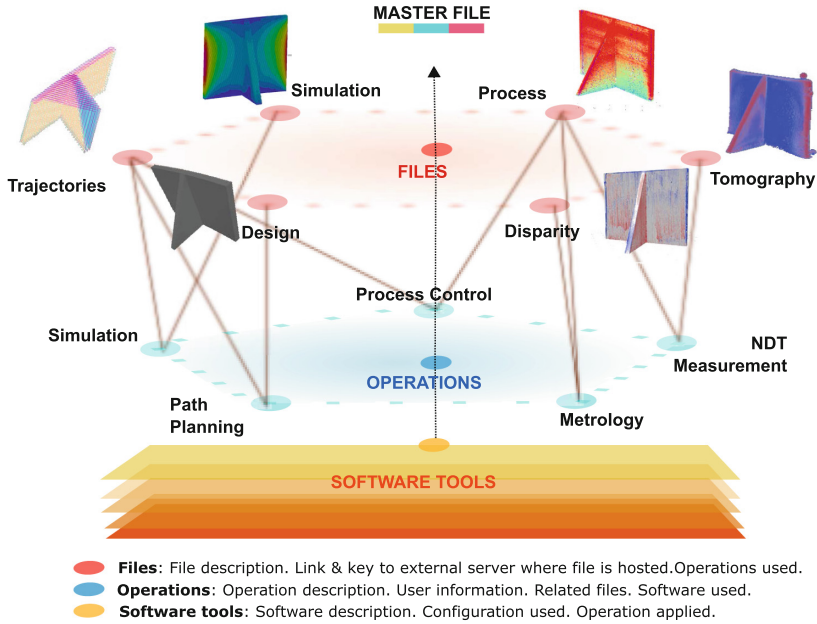 MASTER FILE
Simulation
Process
Trajectories
FILES
Tomography
Design
Disparity
Process Control
Simulation
NDT
Measurement
OPERATIONS
Path
Planning
Metrology
SOFTWARE TOOLS
Files: File description. Link & key to external server where file is hosted.Operations used.
Operations: Operation description. User information. Related files. Software used.
Software tools: Software description. Configuration used. Operation applied.